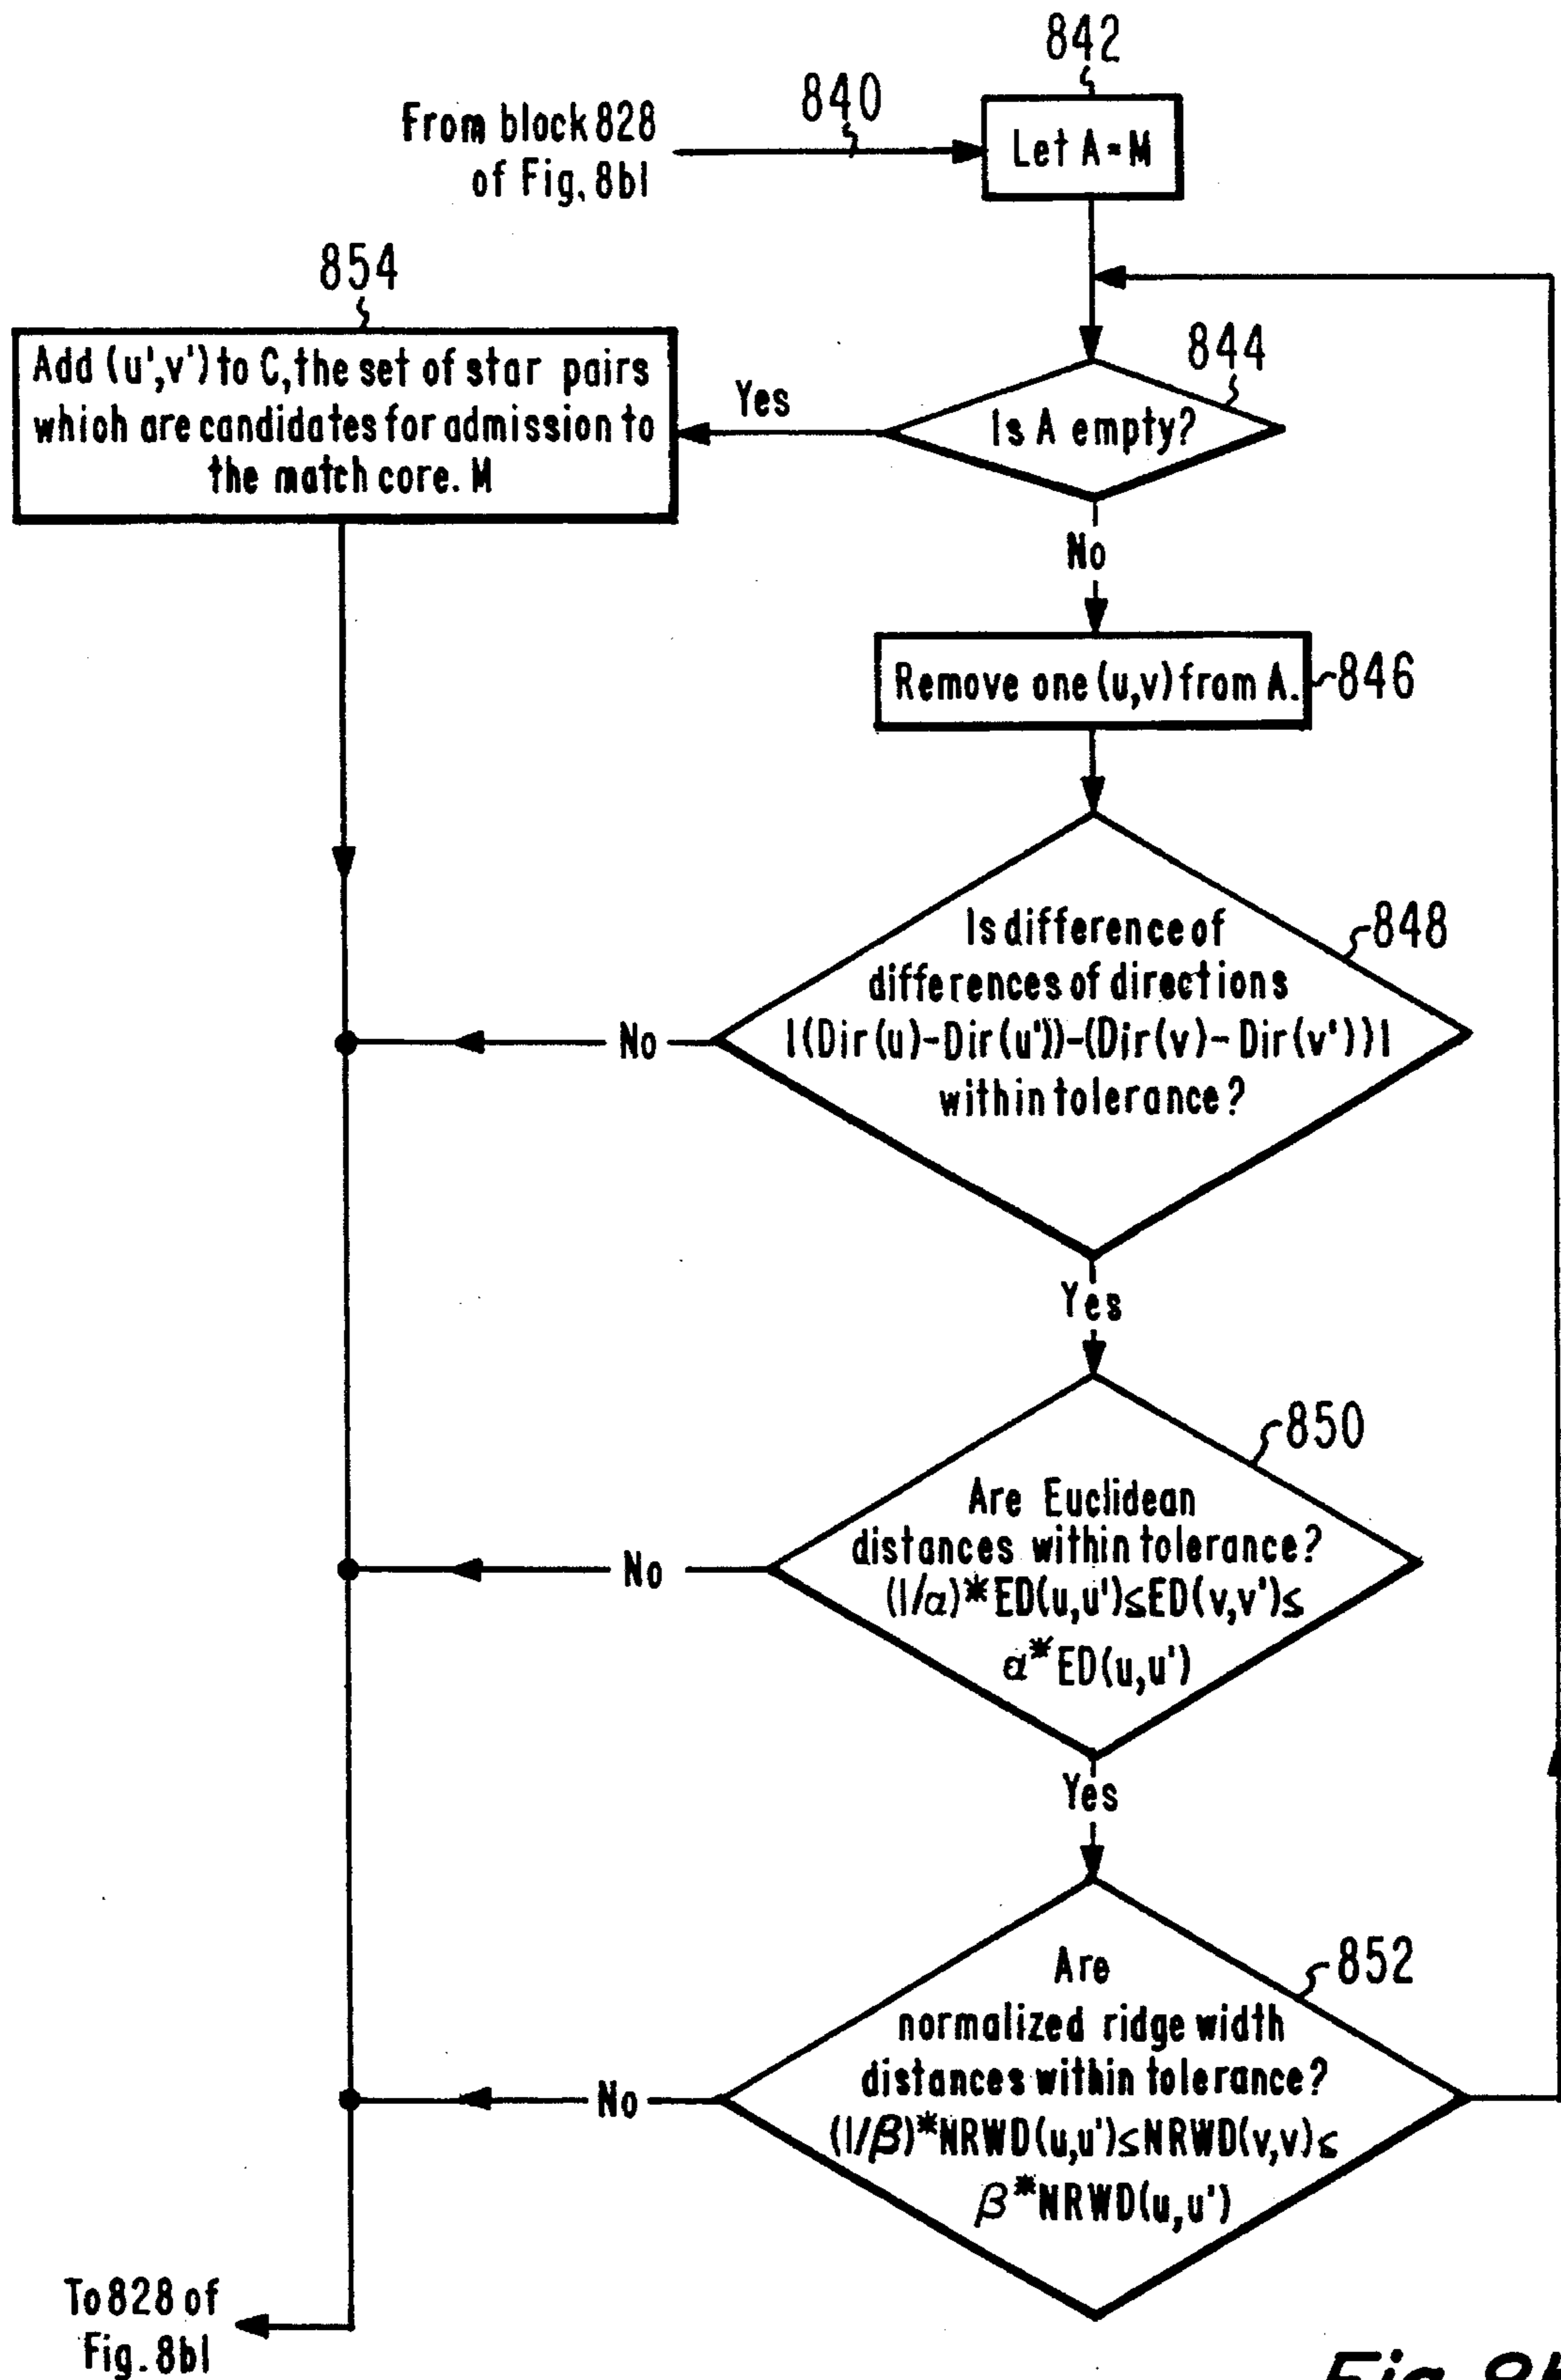 842
840
From block 828
of Fig. 8b1
Let A = M
854
844
Add (u',v') to C, the set of star pairs
which are candidates for admission to
the match core. M
Yes
Is A empty?
No
Remove one (u,v) from A.
846
848
Is difference of
differences of directions
|(Dir(u)-Dir(u'))-(Dir(v)-Dir(v'))|
within tolerance?
No
Yes
850
Are Euclidean
distances within tolerance?
(1/α)*ED(u,u')≤ED(v,v')≤
α*ED(u,u')
No
Yes
852
Are
normalized ridge width
distances within tolerance?
(1/β)*NRWD(u,u')≤NRWD(v,v)≤
β*NRWD(u,u')
No
To 828 of
Fig. 8b1